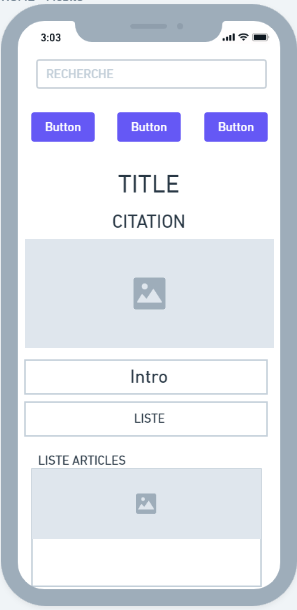 3:03
RECHERCHE
Button Button Button
TITLE
CITATION
Intro
LISTE
LISTE ARTICLES